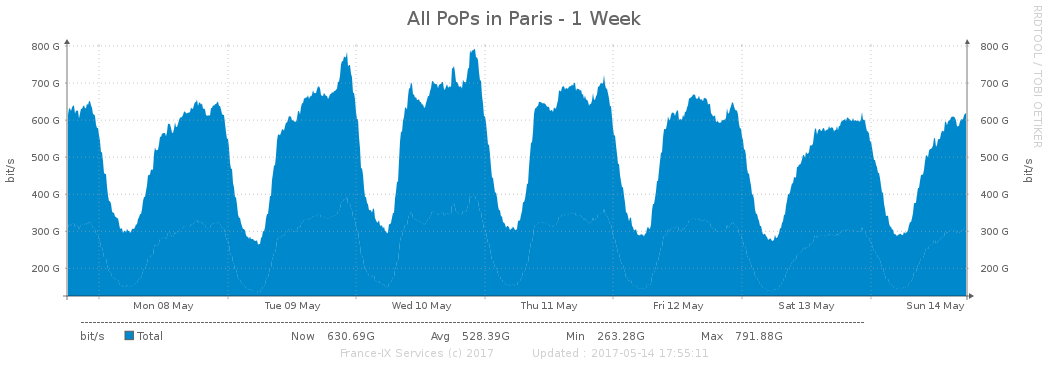 All PoPs in Paris - 1 Week
RRDTOOL / TOBI OETIKER
800 G 800 G
700 G 700 G
600 G 600 G
500 G 500 G
400 G 400 G
300 G 300 G
200 G 200 G
bit/s bit/s
Mon 08 May Tue 09 May Wed 10 May Thu 11 May Fri 12 May Sat 13 May Sun 14 May
bit/s Total Now 630.69G Avg 528.39G Min 263.28G Max 791.88G
France-IX Services (c) 2017 Updated : 2017-05-14 17:55:11